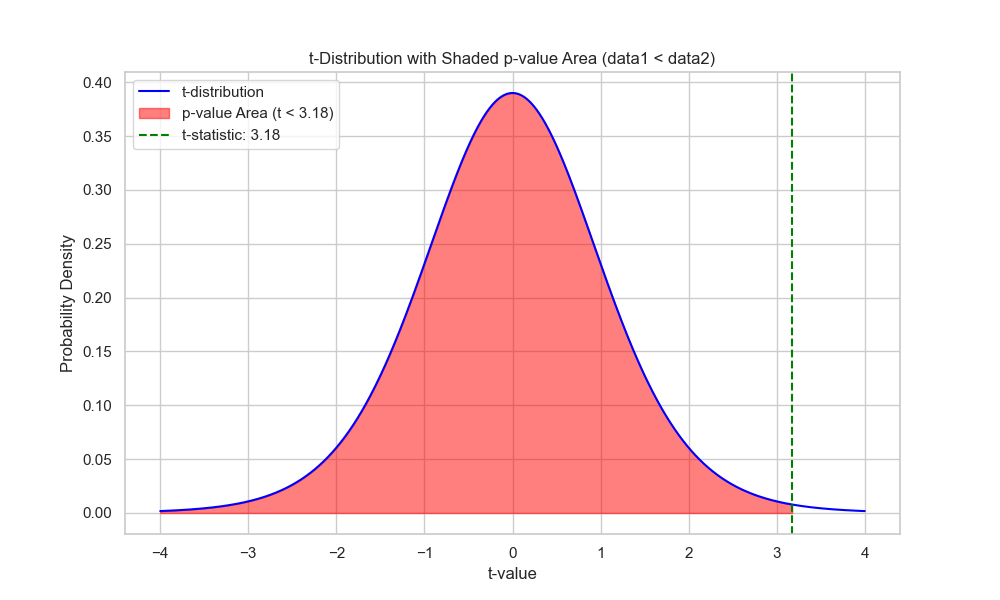 t-Distribution with Shaded p-value Area (data1 < data2)
t-distribution
p-value Area (t < 3.18)
t-statistic: 3.18
Probability Density
0.40
0.35
0.30
0.25
0.20
0.15
0.10
0.05
0.00
−4 −3 −2 −1 0 1 2 3 4
t-value